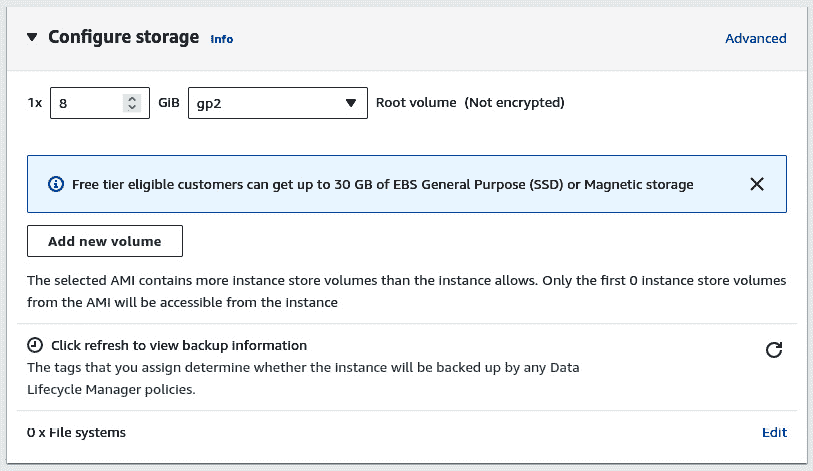 Configure storage Info Advanced
1x 8 GiB gp2 Root volume (Not encrypted)
Free tier eligible customers can get up to 30 GB of EBS General Purpose (SSD) or Magnetic storage
Add new volume
The selected AMI contains more instance store volumes than the instance allows. Only the first 0 instance store volumes
from the AMI will be accessible from the instance
Click refresh to view backup information
The tags that you assign determine whether the instance will be backed up by any Data
Lifecycle Manager policies.
0 x File systems Edit